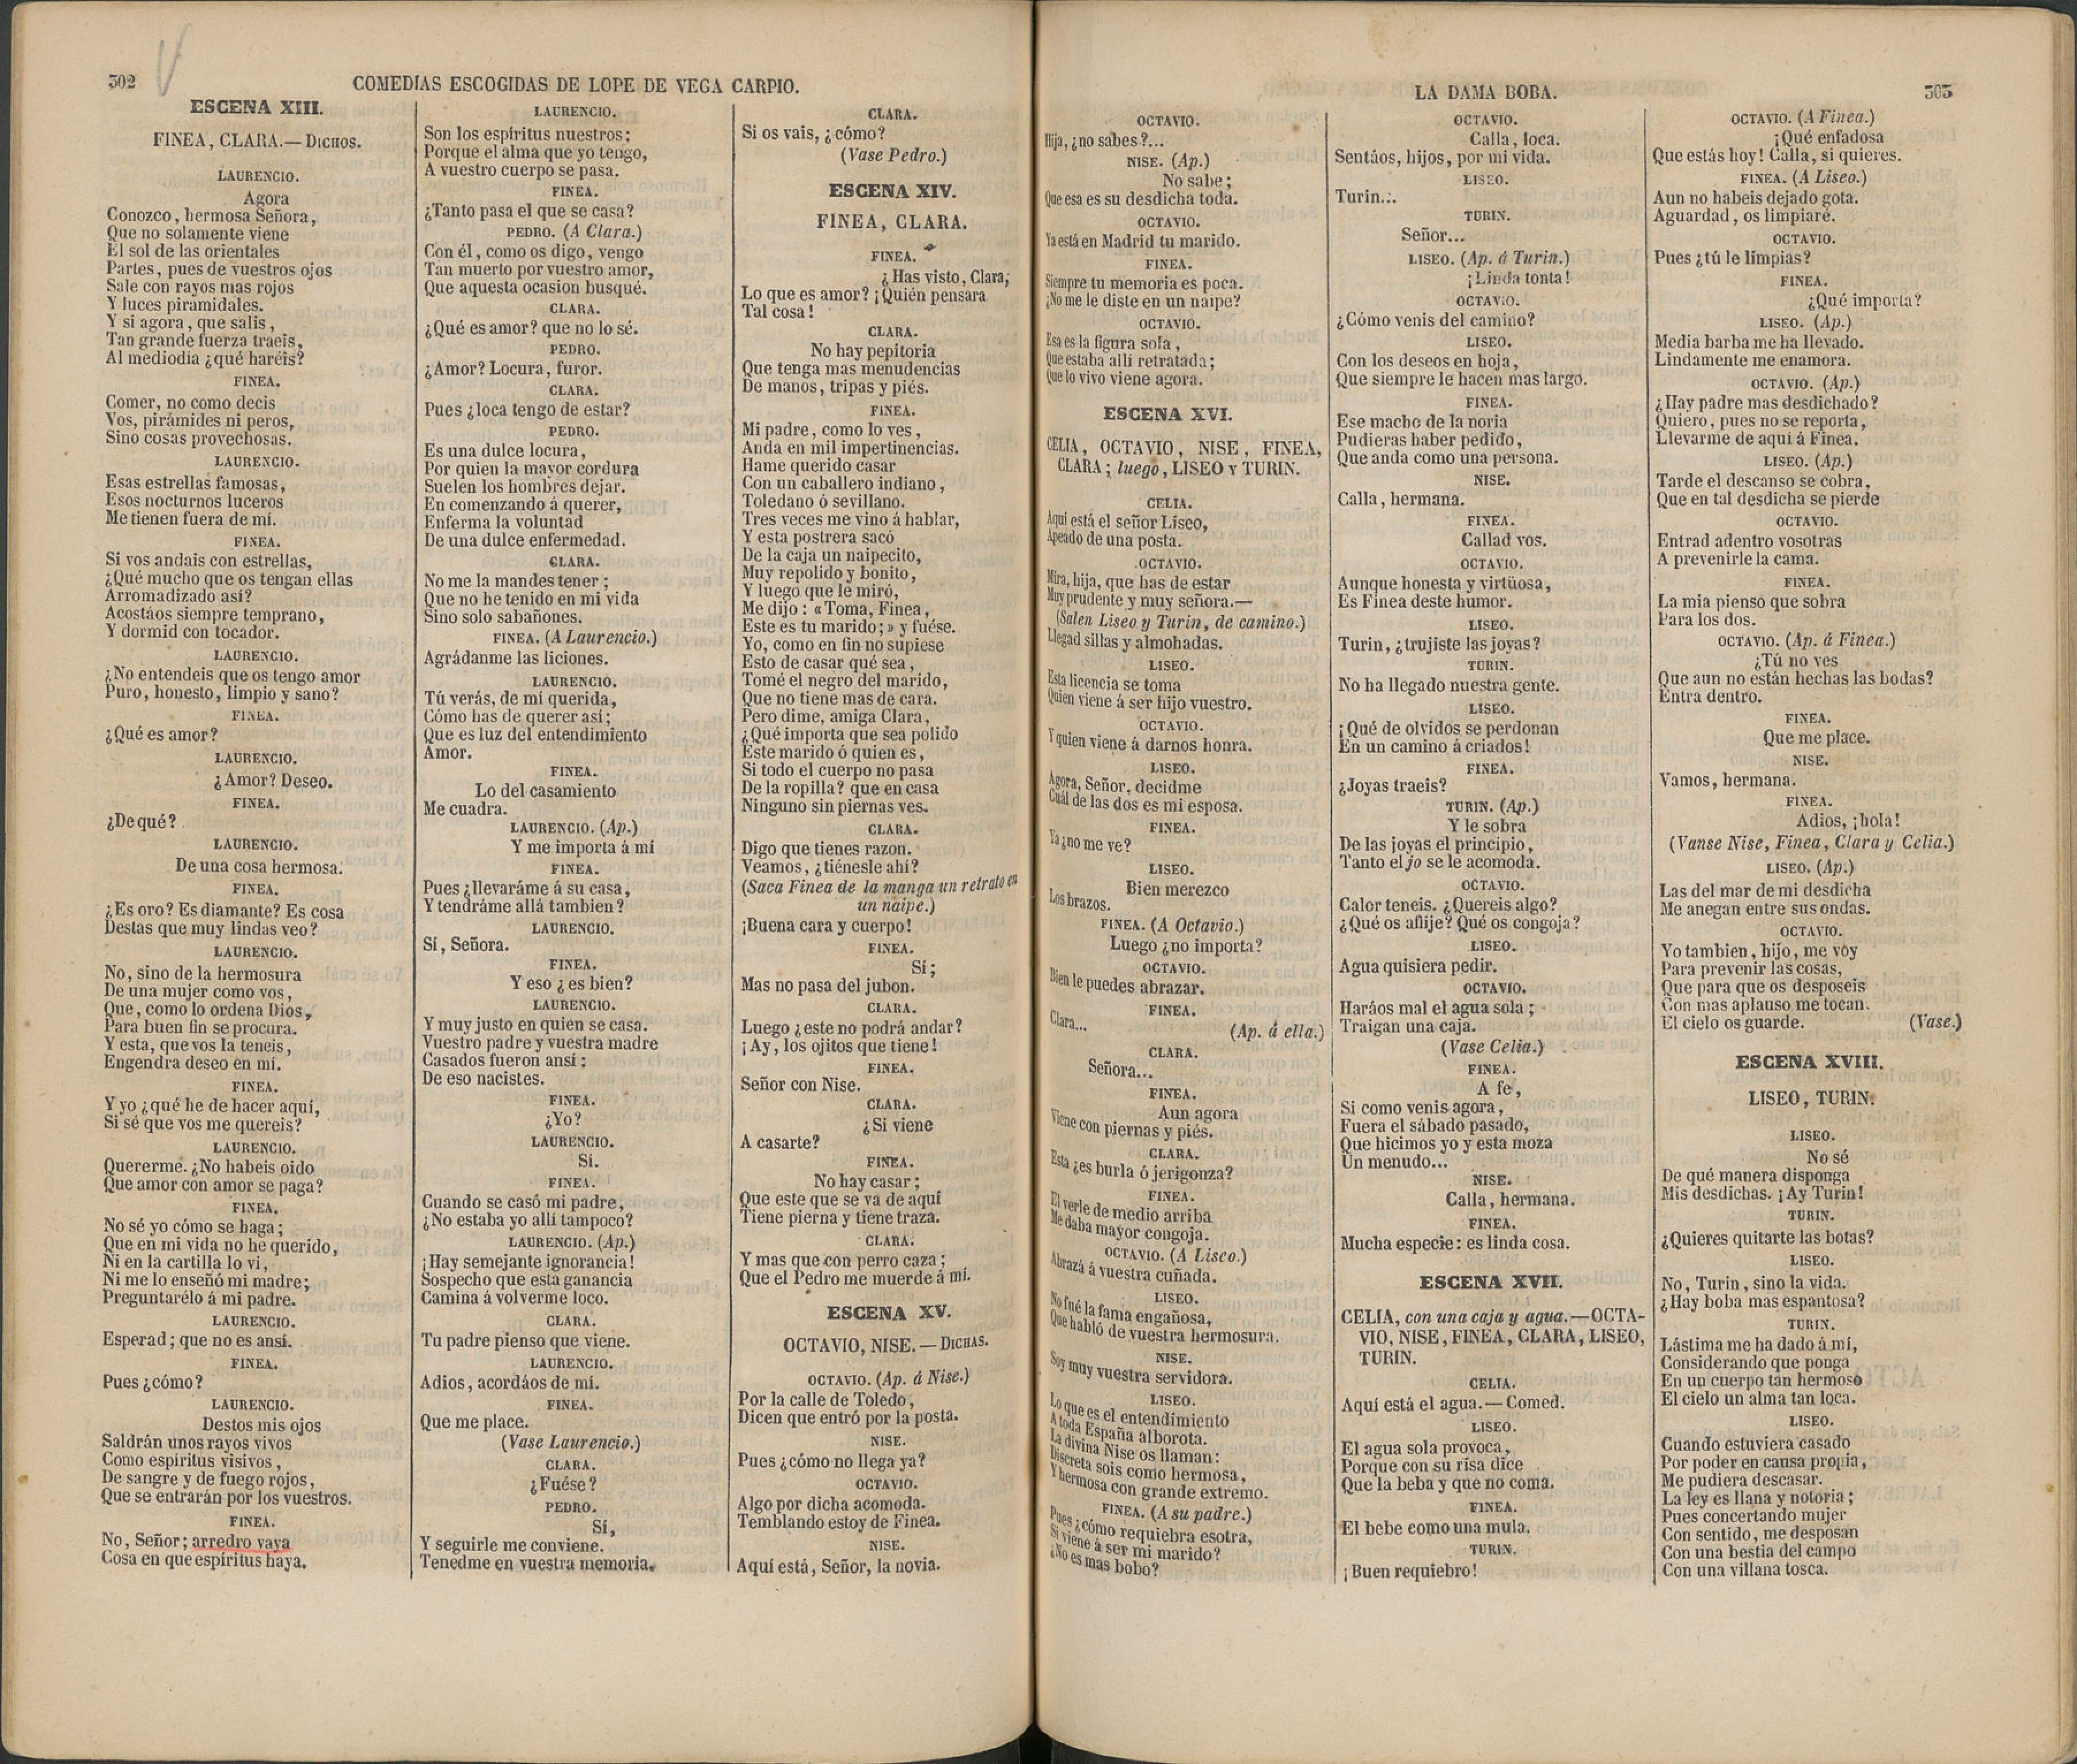 302
COMEDIAS ESCOGIDAS DE LOPE DE VEGA CARPIO.
ESCENA XIII.
FINEA, CLARA.— DICHOS.
LAURENCIO.
Agora
Conozco, hermosa Señora,
Que no solamente viene
El sol de las orientales
Partes, pues de vuestros ojos
Sale con rayos mas rojos
Y luces piramidales.
Y si agora, que salis,
Tan grande fuerza traeis,
Al mediodia ¿qué haréis?
FINEA.
Comer, no como decis
Vos, pirámides ni peros,
Sino cosas provechosas.
LAURENCIO.
Esas estrellas famosas,
Esos nocturnos luceros
Me tienen fuera de mí.
FINEA.
Si vos andais con estrellas,
¿Qué mucho que os tengan ellas
Arromadizado así?
Acostáos siempre temprano,
Y dormid con tocador.
LAURENCIO.
¿No entendeis que os tengo amor
Puro, honesto, limpio y sano?
FINEA.
¿Qué es amor?
LAURENCIO.
¿Amor? Deseo.
FINEA.
¿De qué?
LAURENCIO.
De una cosa hermosa.
FINEA.
¿Es oro? Es diamante? Es cosa
Destas que muy lindas veo?
LAURENCIO.
No, sino de la hermosura
De una mujer como vos,
Que, como lo ordena Dios,
Para buen fin se procura.
Y esta, que vos la teneis,
Engendra deseo en mí.
FINEA.
Y yo ¿qué he de hacer aquí,
Si sé que vos me quereis?
LAURENCIO.
Quererme. ¿No habeis oido
Que amor con amor se paga?
FINEA.
No sé yo cómo se haga;
Que en mi vida no he querido,
Ni en la cartilla lo vi,
Ni me lo enseñó mi madre;
Preguntarélo á mi padre.
LAURENCIO.
Esperad; que no es ansí.
FINEA.
Pues ¿cómo?
LAURENCIO.
Destos mis ojos
Saldrán unos rayos vivos
Como espíritus visivos,
De sangre y de fuego rojos,
Que se entrarán por los vuestros.
FINEA.
No, Señor; arredro vaya
Cosa en que espíritus haya.
LAURENCIO.
Son los espíritus nuestros;
Porque el alma que yo tengo,
A vuestro cuerpo se pasa.
FINEA.
¿Tanto pasa el que se casa?
PEDRO. (A Clara.)
Con él, como os digo, vengo
Tan muerto por vuestro amor,
Que aquesta ocasion busqué.
CLARA.
¿Qué es amor? que no lo sé.
PEDRO.
¿Amor? Locura, furor.
CLARA.
Pues ¿loca tengo de estar?
PEDRO.
Es una dulce locura,
Por quien la mayor cordura
Suelen los hombres dejar.
En comenzando á querer,
Enferma la voluntad
De una dulce enfermedad.
CLARA.
No me la mandes tener;
Que no he tenido en mi vida
Sino solo sabañones.
FINEA. (A Laurencio.)
Agrádanme las liciones.
LAURENCIO.
Tú verás, de mí querida,
Cómo has de querer así;
Que es luz del entendimiento
Amor.
FINEA.
Lo del casamiento
Me cuadra.
LAURENCIO. (Ap.)
Y me importa á mí
FINEA.
Pues ¿llevaráme á su casa,
Y tendráme allá tambien?
LAURENCIO.
Sí, Señora.
FINEA.
Y eso ¿es bien?
LAURENCIO.
Y muy justo en quien se casa.
Vuestro padre y vuestra madre
Casados fueron ansí:
De eso nacistes.
FINEA.
¿Yo?
LAURENCIO.
Sí.
FINEA.
Cuando se casó mi padre,
¿No estaba yo allí tampoco?
LAURENCIO. (Ap.)
¡Hay semejante ignorancia!
Sospecho que esta ganancia
Camina á volverme loco.
CLARA.
Tu padre pienso que viene.
LAURENCIO.
Adios, acordáos de mí.
FINEA.
Que me place.
(Vase Laurencio.)
CLARA.
¿Fuése?
PEDRO.
Sí,
Y seguirle me conviene.
Tenedme en vuestra memoria.
CLARA.
Si os vais, ¿cómo?
(Vase Pedro.)
ESCENA XIV.
FINEA, CLARA.
FINEA.
¿Has visto, Clara,
Lo que es amor? ¡Quién pensara
Tal cosa!
CLARA.
No hay pepitoria
Que tenga mas menudencias
De manos, tripas y piés.
FINEA.
Mi padre, como lo ves,
Anda en mil impertinencias.
Hame querido casar
Con un caballero indiano,
Toledano ó sevillano.
Tres veces me vino á hablar,
Y esta postrera sacó
De la caja un naipecito,
Muy repolido y bonito,
Y luego que le miró,
Me dijo: «Toma, Finea,
Este es tu marido;» y fuése.
Yo, como en fin no supiese
Esto de casar qué sea,
Tomé el negro del marido,
Que no tiene mas de cara.
Pero dime, amiga Clara,
¿Qué importa que sea polido
Este marido ó quien es,
Si todo el cuerpo no pasa
De la ropilla? que en casa
Ninguno sin piernas ves.
CLARA.
Digo que tienes razon.
Veamos, ¿tiénesle ahí?
(Saca Finea de la manga un retrato en
un naipe.)
¡Buena cara y cuerpo!
FINEA.
Sí;
Mas no pasa del jubon.
CLARA.
Luego ¿este no podrá andar?
¡Ay, los ojitos que tiene!
FINEA.
Señor con Nise.
CLARA.
¿Si viene
A casarte?
FINEA.
No hay casar;
Que este que se va de aquí
Tiene pierna y tiene traza.
CLARA.
Y mas que con perro caza;
Que el Pedro me muerde á mí.
ESCENA XV.
OCTAVIO, NISE.— DICHAS.
OCTAVIO. (Ap. á Nise.)
Por la calle de Toledo,
Dicen que entró por la posta.
NISE.
Pues ¿cómo no llega ya?
OCTAVIO.
Algo por dicha acomoda.
Temblando estoy de Finea.
NISE.
Aquí está, Señor, la novia.
LA DAMA BOBA.
303
OCTAVIO.
Hija, ¿no sabes?...
NISE. (Ap.)
No sabe;
Que esa es su desdicha toda.
OCTAVIO.
Ya está en Madrid tu marido.
FINEA.
Siempre tu memoria es poca.
¿No me le diste en un naipe?
OCTAVIO.
Esa es la figura sola,
Que estaba allí retratada;
Que lo vivo viene agora.
ESCENA XVI.
CELIA, OCTAVIO, NISE, FINEA,
CLARA; luego, LISEO Y TURIN.
CELIA.
Aquí está el señor Liseo,
Apeado de una posta.
OCTAVIO.
Mira, hija, que has de estar
Muy prudente y muy señora.—
(Salen Liseo y Turin, de camino.)
Llegad sillas y almohadas.
LISEO.
Esta licencia se toma
Quien viene á ser hijo vuestro.
OCTAVIO.
Y quien viene á darnos honra.
LISEO.
Agora, Señor, decidme
Cuál de las dos es mi esposa.
FINEA.
Ya ¿no me ve?
LISEO.
Bien merezco
Los brazos.
FINEA. (A Octavio.)
Luego ¿no importa?
OCTAVIO.
Bien le puedes abrazar.
FINEA.
Clara...
(Ap. á ella.)
CLARA.
Señora...
FINEA.
Aun agora
Viene con piernas y piés.
CLARA.
Esta ¿es burla ó jerigonza?
FINEA.
El verle de medio arriba
Me daba mayor congoja.
OCTAVIO. (A Liseo.)
Abrazá á vuestra cuñada.
LISEO.
No fué la fama engañosa,
Que habló de vuestra hermosura.
NISE.
Soy muy vuestra servidora.
LISEO.
Lo que es el entendimiento
A toda España alborota.
La divina Nise os llaman:
Discreta sois como hermosa,
Y hermosa con grande extremo.
FINEA. (A su padre.)
Pues ¿cómo requiebra esotra,
Si viene á ser mi marido?
¿No es mas bobo?
OCTAVIO.
Calla, loca.
Sentáos, hijos, por mi vida.
LISEO.
Turin...
TURIN.
Señor...
LISEO. (Ap. á Turin.)
¡Linda tonta!
OCTAVIO.
¿Cómo venis del camino?
LISEO.
Con los deseos en hoja,
Que siempre le hacen mas largo.
FINEA.
Ese macho de la noria
Pudieras haber pedido,
Que anda como una persona.
NISE.
Calla, hermana.
FINEA.
Callad vos.
OCTAVIO.
Aunque honesta y virtüosa,
Es Finea deste humor.
LISEO.
Turin, ¿trujiste las joyas?
TURIN.
No ha llegado nuestra gente.
LISEO.
¡Qué de olvidos se perdonan
En un camino á criados!
FINEA.
¿Joyas traeis?
TURIN. (Ap.)
Y le sobra
De las joyas el principio,
Tanto el jo se le acomoda.
OCTAVIO.
Calor teneis. ¿Quereis algo?
¿Qué os aflije? Qué os congoja?
LISEO.
Agua quisiera pedir.
OCTAVIO.
Haráos mal el agua sola;
Traigan una caja.
(Vase Celia.)
FINEA.
A fe,
Si como venis agora,
Fuera el sábado pasado,
Que hicimos yo y esta moza
Un menudo...
NISE.
Calla, hermana.
FINEA.
Mucha especie: es linda cosa.
ESCENA XVII.
CELIA, con una caja y agua.—OCTA-
VIO, NISE, FINEA, CLARA, LISEO,
TURIN.
CELIA.
Aquí está el agua.— Comed.
LISEO.
El agua sola provoca,
Porque con su risa dice
Que la beba y que no coma.
FINEA.
El bebe como una mula.
TURIN.
¡Buen requiebro!
OCTAVIO. (A Finea.)
¡Qué enfadosa
Que estás hoy! Calla, si quieres.
FINEA. (A Liseo.)
Aun no habeis dejado gota.
Aguardad, os limpiaré.
OCTAVIO.
Pues ¿tú le limpias?
FINEA.
¿Qué importa?
LISEO. (Ap.)
Media barba me ha llevado.
Lindamente me enamora.
OCTAVIO. (Ap.)
¿Hay padre mas desdichado?
Quiero, pues no se reporta,
Llevarme de aquí á Finea.
LISEO. (Ap.)
Tarde el descanso se cobra,
Que en tal desdicha se pierde
OCTAVIO.
Entrad adentro vosotras
A prevenirle la cama.
FINEA.
La mia pienso que sobra
Para los dos.
OCTAVIO. (Ap. á Finea.)
¿Tú no ves
Que aun no están hechas las bodas?
Entra dentro.
FINEA.
Que me place.
NISE.
Vamos, hermana.
FINEA.
Adios, ¡hola!
(Vanse Nise, Finea, Clara y Celia.)
LISEO. (Ap.)
Las del mar de mi desdicha
Me anegan entre sus ondas.
OCTAVIO.
Yo tambien, hijo, me voy
Para prevenir las cosas,
Que para que os desposeis
Con mas aplauso me tocan.
El cielo os guarde. (Vase.)
ESCENA XVIII.
LISEO, TURIN.
LISEO.
No sé
De qué manera disponga
Mis desdichas. ¡Ay Turin!
TURIN.
¿Quieres quitarte las botas?
LISEO.
No, Turin, sino la vida.
¿Hay boba mas espantosa?
TURIN.
Lástima me ha dado á mí,
Considerando que ponga
En un cuerpo tan hermoso
El cielo un alma tan loca.
LISEO.
Cuando estuviera casado
Por poder en causa propia,
Me pudiera descasar.
La ley es llana y notoria;
Pues concertando mujer
Con sentido, me desposan
Con una bestia del campo
Con una villana tosca.